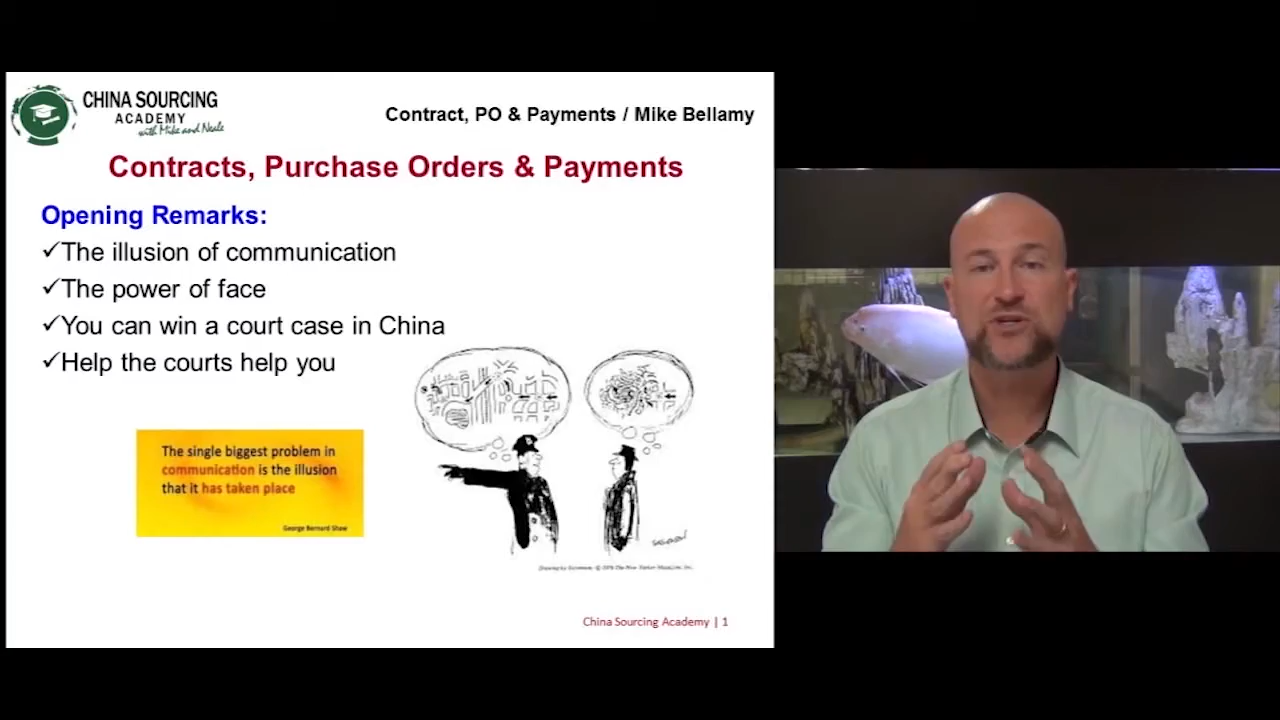 CHINA SOURCING
ACADEMY
with Mike and Neale
Contract, PO & Payments / Mike Bellamy
Contracts, Purchase Orders & Payments
Opening Remarks:
✓The illusion of communication
✓The power of face
✓You can win a court case in China
✓Help the courts help you
The single biggest problem in
communication is the illusion
that it has taken place
George Bernard Shaw
China Sourcing Academy | 1